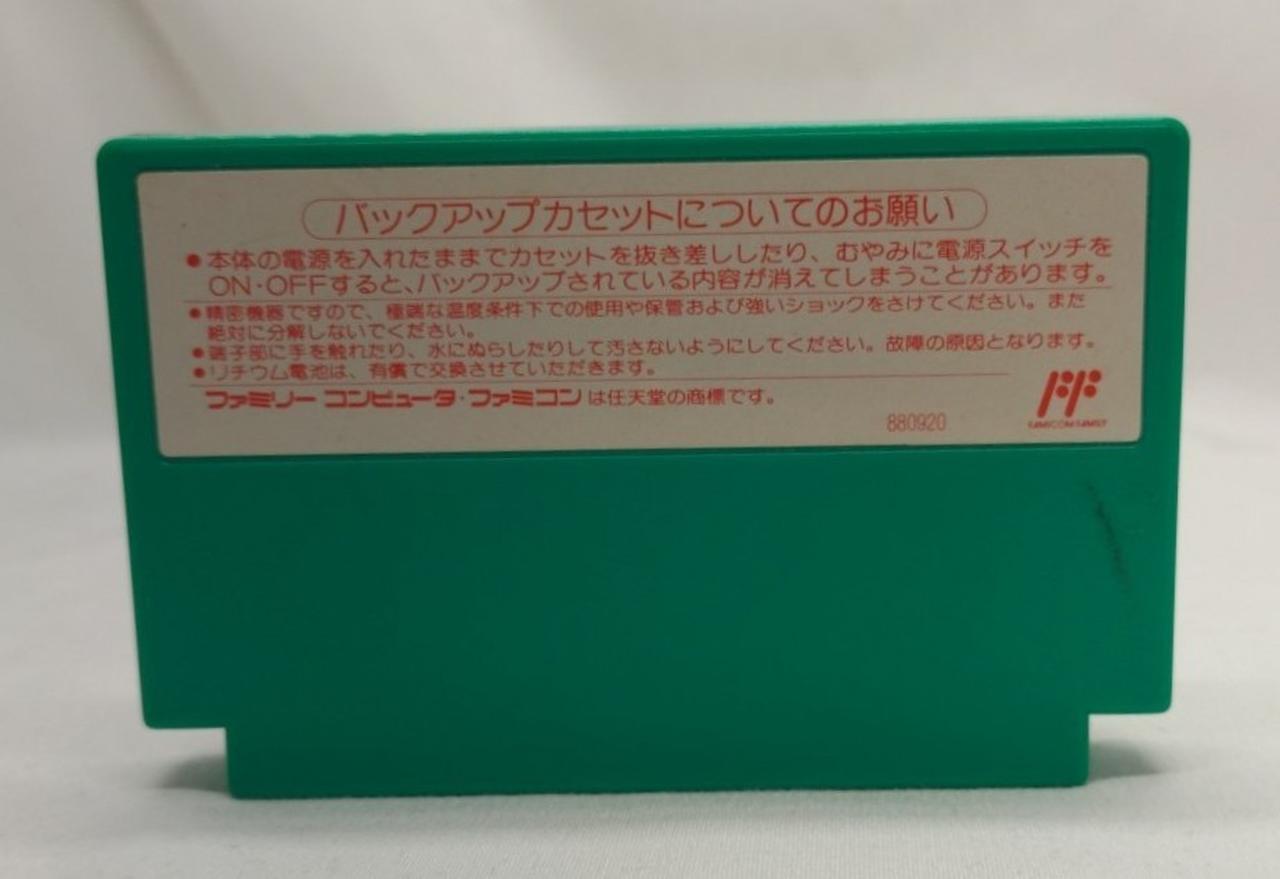 バックアップカセットについてのお願い
●本体の電源を入れたままでカセットを抜き差ししたり、むやみに電源スイッチを
ON・OFFすると、バックアップされている内容が消えてしまうことがあります。
●精密機器ですので、極端な温度条件下での使用や保管および強いショックをさけてください。また
絶対に分解しないでください。
●端子部に手を触れたり、水にぬらしたりして汚さないようにしてください。故障の原因となります。
●リチウム電池は、有償で交換させていただきます。
ファミリー コンピュータ・ファミコン は任天堂の商標です。
880920
FF
FAMICOM FAMILY